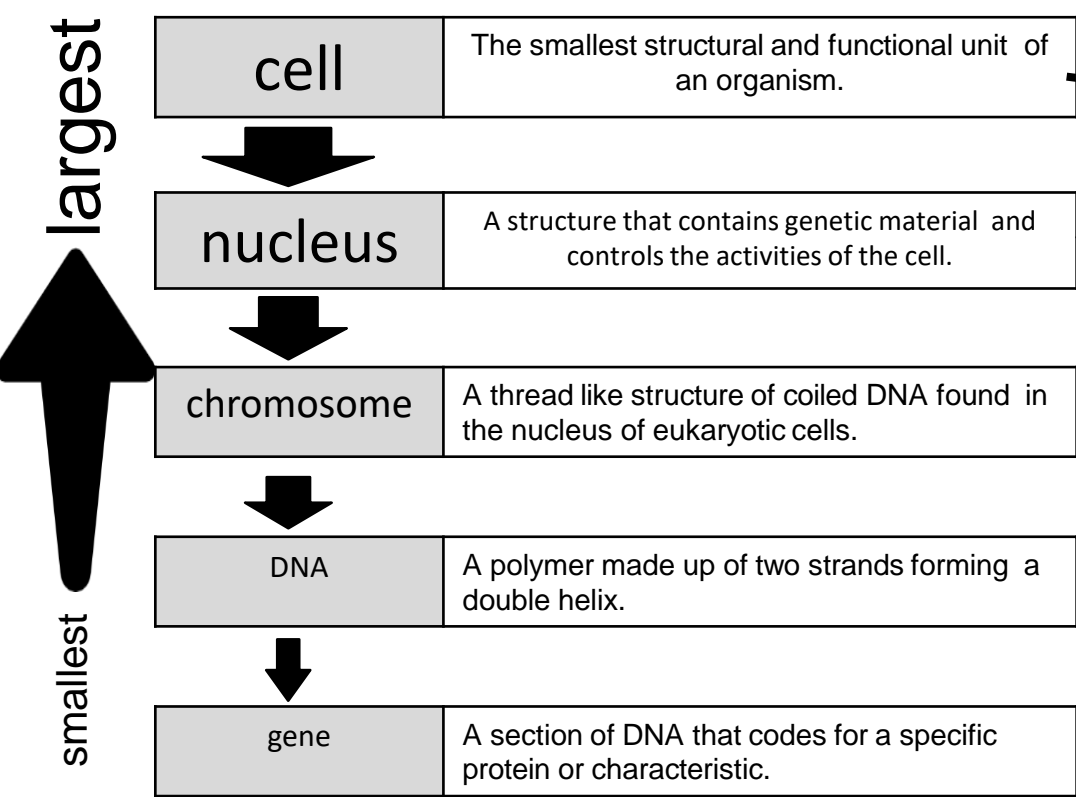 largest
cell
The smallest structural and functional unit of
an organism.
nucleus
A structure that contains genetic material and
controls the activities of the cell.
chromosome
A thread like structure of coiled DNA found in
the nucleus of eukaryotic cells.
DNA
A polymer made up of two strands forming a
double helix.
smallest
gene
A section of DNA that codes for a specific
protein or characteristic.